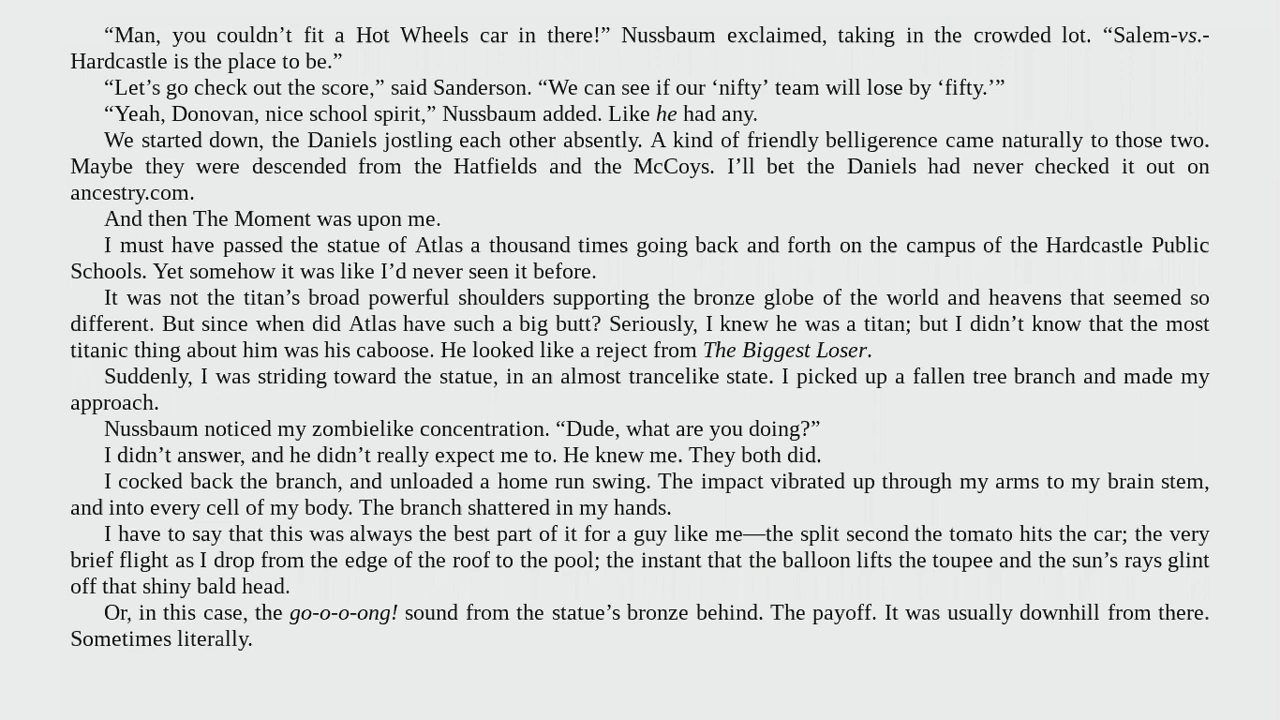 “Man, you couldn’t fit a Hot Wheels car in there!” Nussbaum exclaimed, taking in the crowded lot. “Salem-vs.-
Hardcastle is the place to be.”
“Let’s go check out the score,” said Sanderson. “We can see if our ‘nifty’ team will lose by ‘fifty.’”
“Yeah, Donovan, nice school spirit,” Nussbaum added. Like he had any.
We started down, the Daniels jostling each other absently. A kind of friendly belligerence came naturally to those two.
Maybe they were descended from the Hatfields and the McCoys. I’ll bet the Daniels had never checked it out on
ancestry.com.
And then The Moment was upon me.
I must have passed the statue of Atlas a thousand times going back and forth on the campus of the Hardcastle Public
Schools. Yet somehow it was like I’d never seen it before.
It was not the titan’s broad powerful shoulders supporting the bronze globe of the world and heavens that seemed so
different. But since when did Atlas have such a big butt? Seriously, I knew he was a titan; but I didn’t know that the most
titanic thing about him was his caboose. He looked like a reject from The Biggest Loser.
Suddenly, I was striding toward the statue, in an almost trancelike state. I picked up a fallen tree branch and made my
approach.
Nussbaum noticed my zombielike concentration. “Dude, what are you doing?”
I didn’t answer, and he didn’t really expect me to. He knew me. They both did.
I cocked back the branch, and unloaded a home run swing. The impact vibrated up through my arms to my brain stem,
and into every cell of my body. The branch shattered in my hands.
I have to say that this was always the best part of it for a guy like me—the split second the tomato hits the car; the very
brief flight as I drop from the edge of the roof to the pool; the instant that the balloon lifts the toupee and the sun’s rays glint
off that shiny bald head.
Or, in this case, the go-o-o-ong! sound from the statue’s bronze behind. The payoff. It was usually downhill from there.
Sometimes literally.